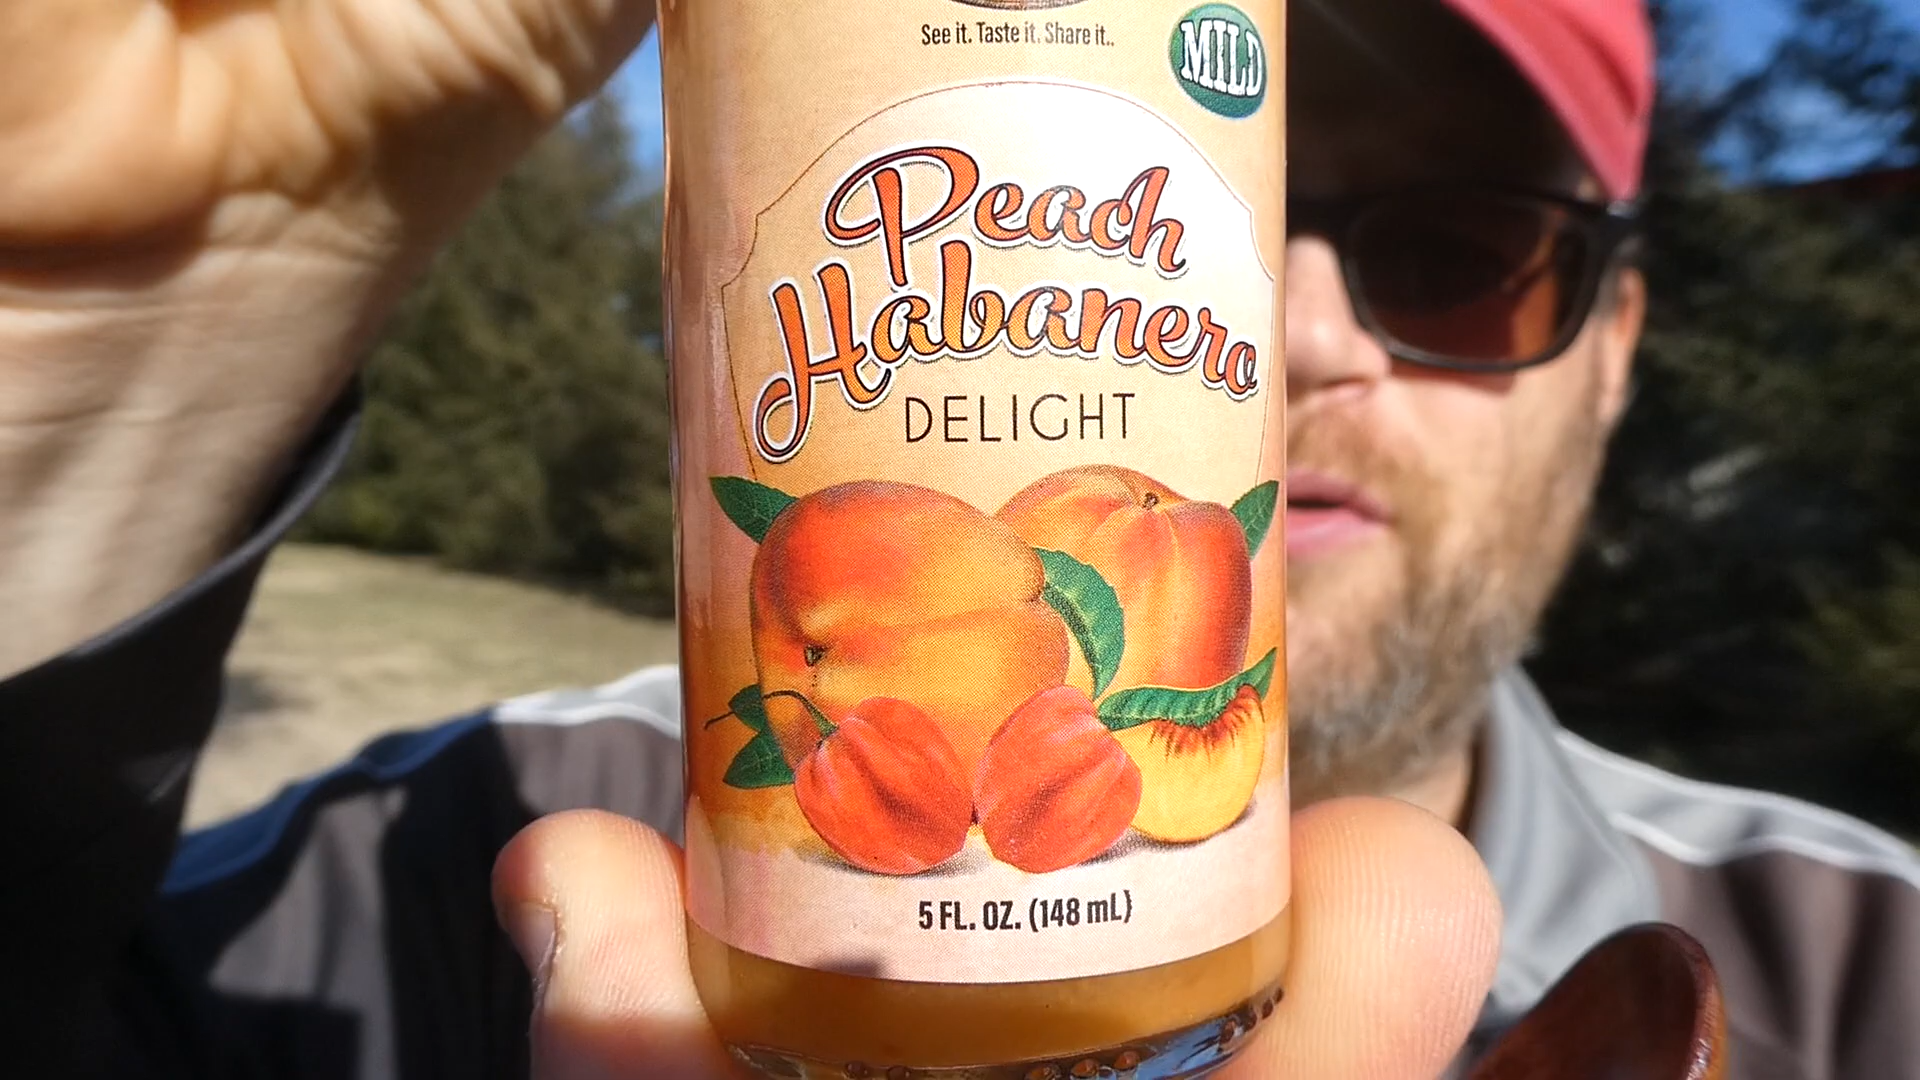 See it. Taste it. Share it..
MILD
Peach
Habanero
DELIGHT
5 FL. OZ. (148 mL)